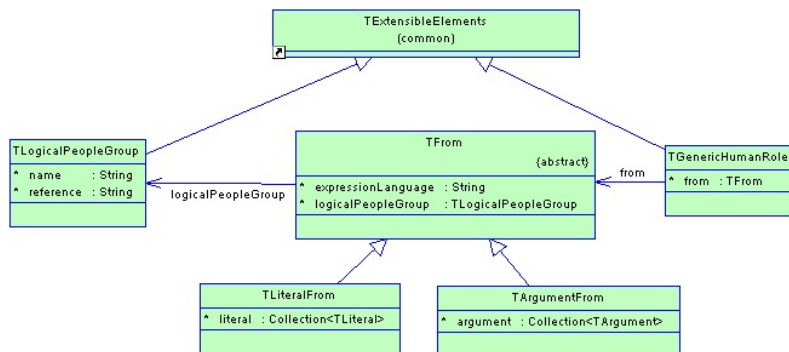 TExtensibleElements
(common)
TLogicalPeopleGroup
* name : String
* reference : String
TFrom
{abstract}
* expressionLanguage : String
* logicalPeopleGroup : TLogicalPeopleGroup
TGenericHumanRole
* from : TFrom
logicalPeopleGroup
from
TLiteralFrom
* literal : Collection<TLiteral>
TArgumentFrom
* argument : Collection<TArgument>